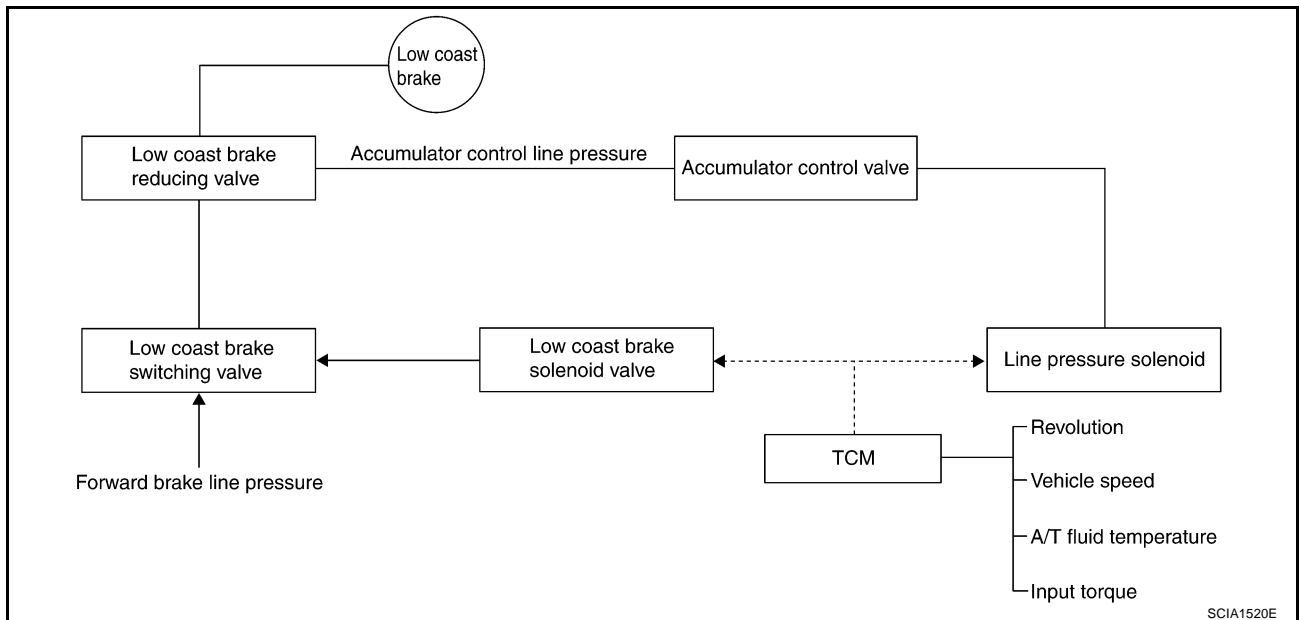 Low coast
brake
Low coast brake
reducing valve
Accumulator control line pressure
Accumulator control valve
Low coast brake
switching valve
Low coast brake
solenoid valve
Line pressure solenoid
TCM
Revolution
Vehicle speed
A/T fluid temperature
Input torque
Forward brake line pressure
SCIA1520E